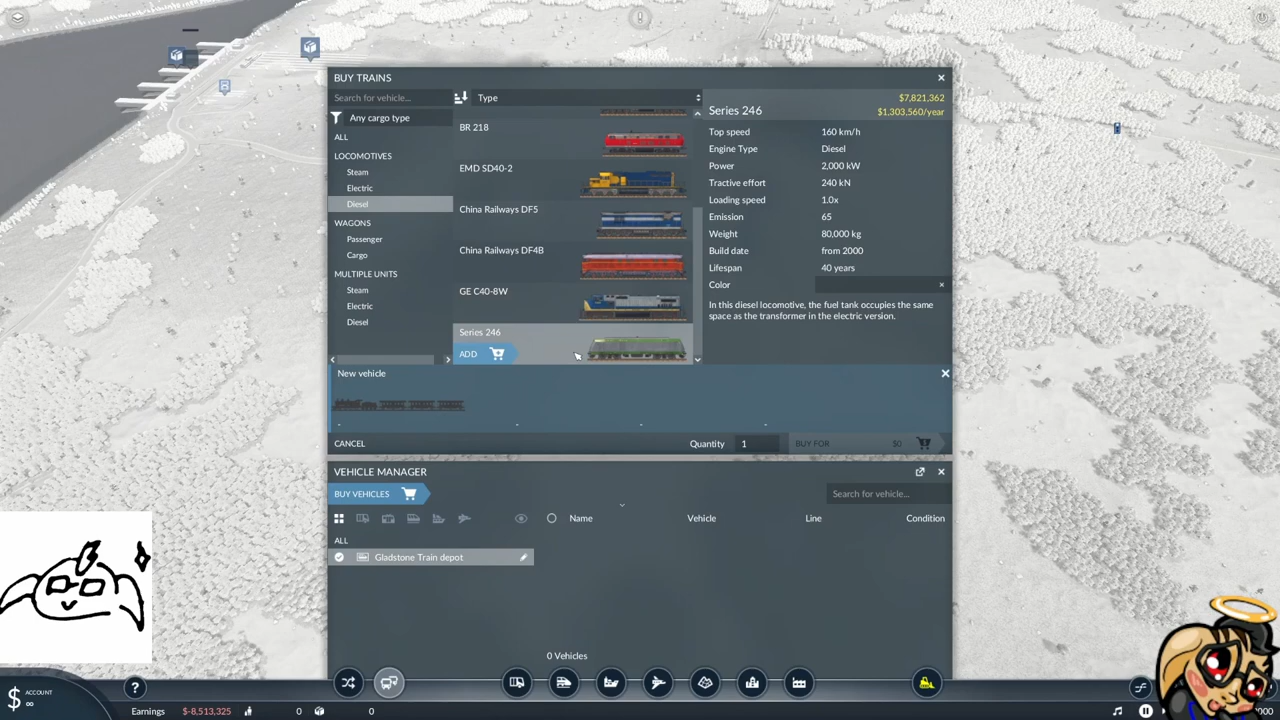 BUY TRAINS
Search for vehicle...
Type
Any cargo type
ALL
LOCOMOTIVES
Steam
Electric
Diesel
WAGONS
Passenger
Cargo
MULTIPLE UNITS
Steam
Electric
Diesel
BR 218
EMD SD40-2
China Railways DF5
China Railways DF4B
GE C40-8W
Series 246
ADD
$7,821,362
Series 246
$1,303,560/year
Top speed 160 km/h
Engine Type Diesel
Power 2,000 kW
Tractive effort 240 kN
Loading speed 1.0x
Emission 65
Weight 80,000 kg
Build date from 2000
Lifespan 40 years
Color
In this diesel locomotive, the fuel tank occupies the same
space as the transformer in the electric version.
New vehicle
CANCEL
Quantity 1
BUY FOR $0
VEHICLE MANAGER
BUY VEHICLES
Search for vehicle...
Name Vehicle Line Condition
ALL
Gladstone Train depot
0 Vehicles
$ ACCOUNT
∞
?
Earnings $-8,513,325 0 0